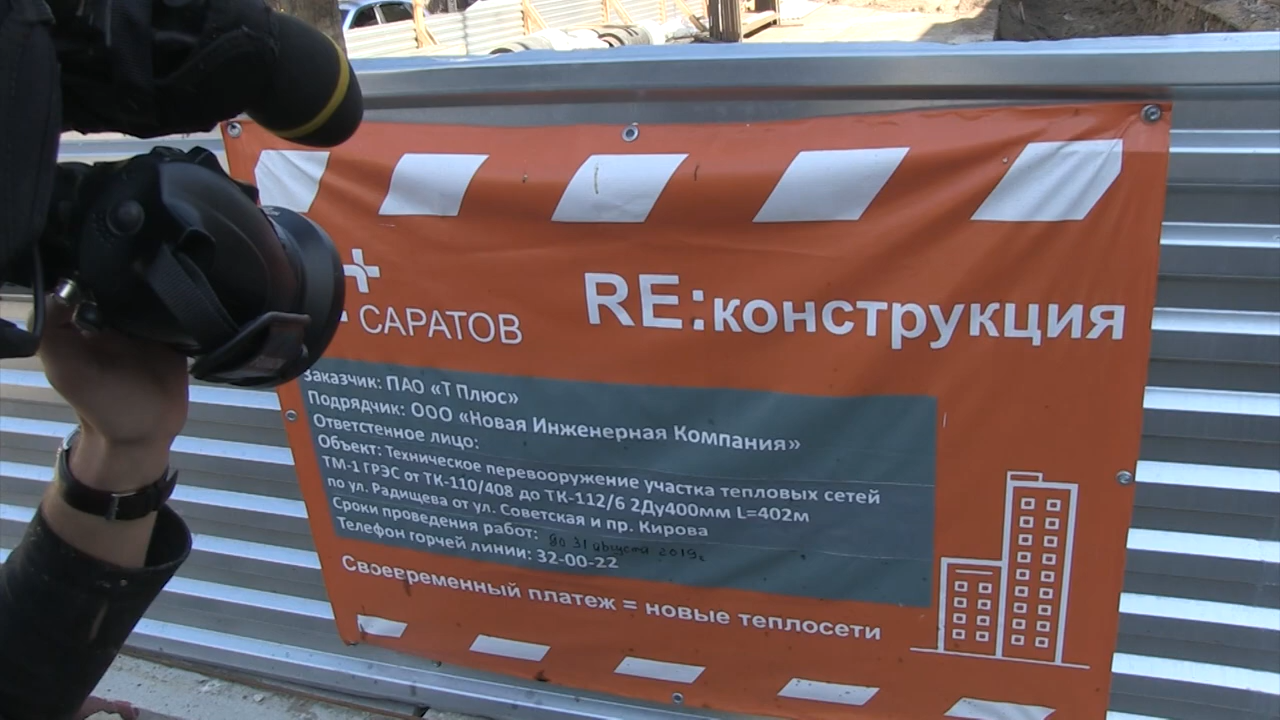 САРАТОВ
RE:конструкция
Заказчик: ПАО «Т Плюс»
Подрядчик: ООО «Новая Инженерная Компания»
Ответстенное лицо:
Объект: Техническое перевооружение участка тепловых сетей
ТМ-1 ГРЭС от ТК-110/408 до ТК-112/6 2Ду400мм L=402м
по ул. Радищева от ул. Советская и пр. Кирова
Сроки проведения работ: до 31 августа 2019г.
Телефон горчей линии: 32-00-22
Своевременный платеж = новые теплосети